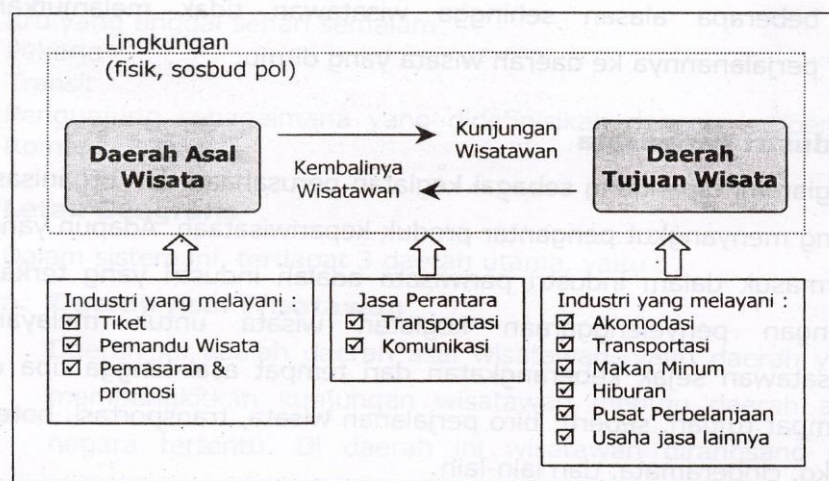 Lingkungan
(fisik, sosbud pol)
Daerah Asal
Wisata
Kunjungan
Wisatawan
Kembalinya
Wisatawan
Daerah
Tujuan Wisata
Industri yang melayani :
☑ Tiket
☑ Pemandu Wisata
☑ Pemasaran &
promosi
Jasa Perantara
☑ Transportasi
☑ Komunikasi
Industri yang melayani :
☑ Akomodasi
☑ Transportasi
☑ Makan Minum
☑ Hiburan
☑ Pusat Perbelanjaan
☑ Usaha jasa lainnya